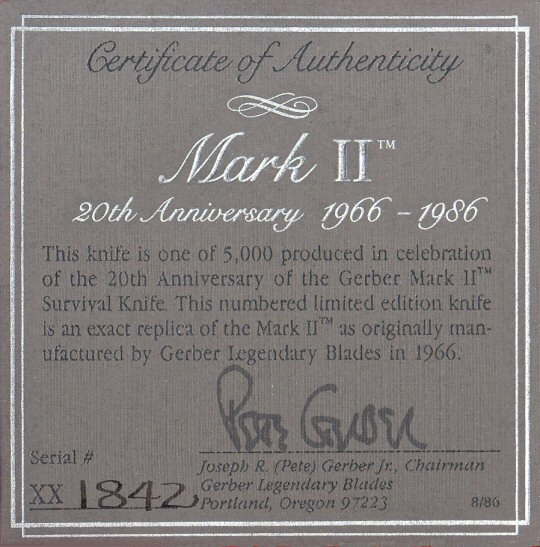 Certificate of Authenticity
Mark II™
20th Anniversary 1966 – 1986
This knife is one of 5,000 produced in celebration
of the 20th Anniversary of the Gerber Mark II™
Survival Knife. This numbered limited edition knife
is an exact replica of the Mark II™ as originally man-
ufactured by Gerber Legendary Blades in 1966.
Pete Gerber
Joseph R. (Pete) Gerber Jr., Chairman
Gerber Legendary Blades
Portland, Oregon 97223
Serial #
XX 1842
8/86